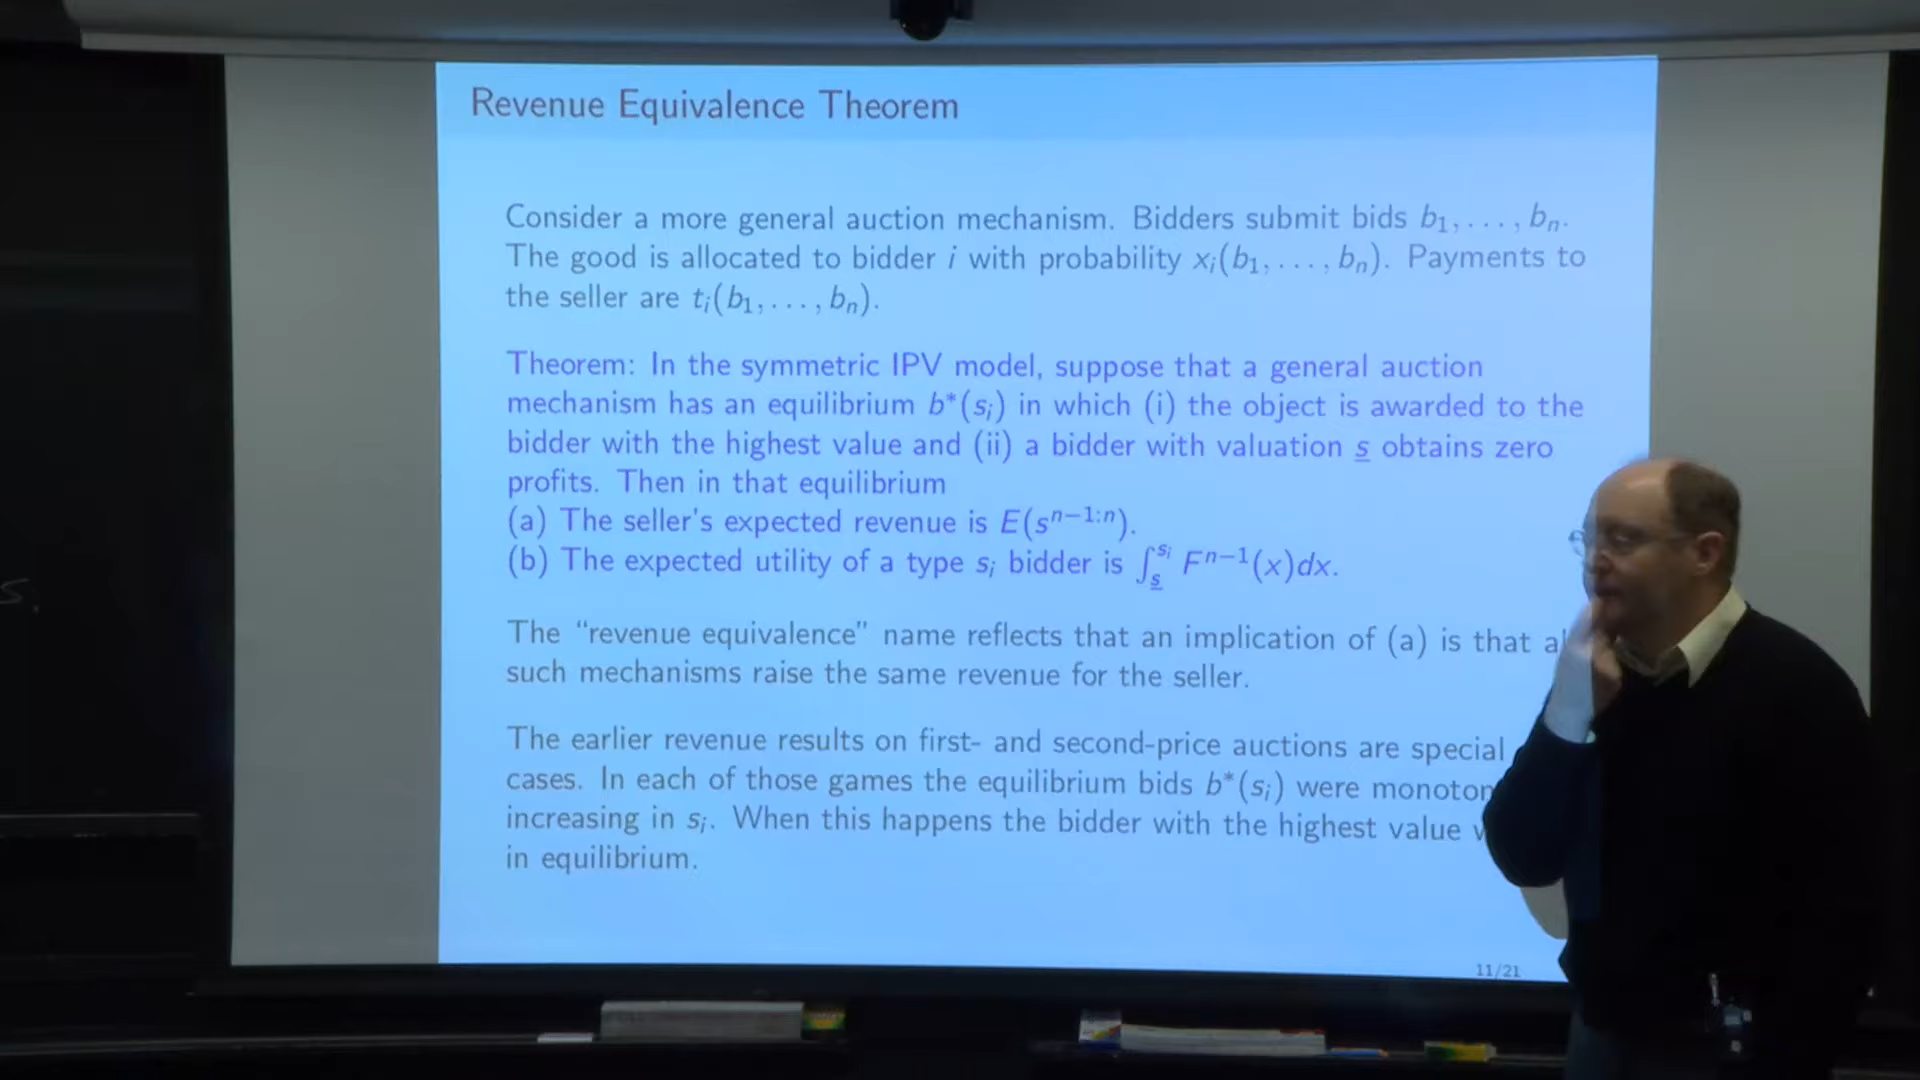 Revenue Equivalence Theorem
Consider a more general auction mechanism. Bidders submit bids b₁, . . . , bₙ.
The good is allocated to bidder i with probability xᵢ(b₁, . . . , bₙ). Payments to
the seller are tᵢ(b₁, . . . , bₙ).
Theorem: In the symmetric IPV model, suppose that a general auction
mechanism has an equilibrium b*(sᵢ) in which (i) the object is awarded to the
bidder with the highest value and (ii) a bidder with valuation s̲ obtains zero
profits. Then in that equilibrium
(a) The seller's expected revenue is E(sⁿ⁻¹:ⁿ).
(b) The expected utility of a type sᵢ bidder is ∫_s̲^sᵢ Fⁿ⁻¹(x)dx.
The “revenue equivalence” name reflects that an implication of (a) is that
such mechanisms raise the same revenue for the seller.
The earlier revenue results on first- and second-price auctions are special
cases. In each of those games the equilibrium bids b*(sᵢ) were
increasing in sᵢ. When this happens the bidder with the highest value
in equilibrium.
11/21